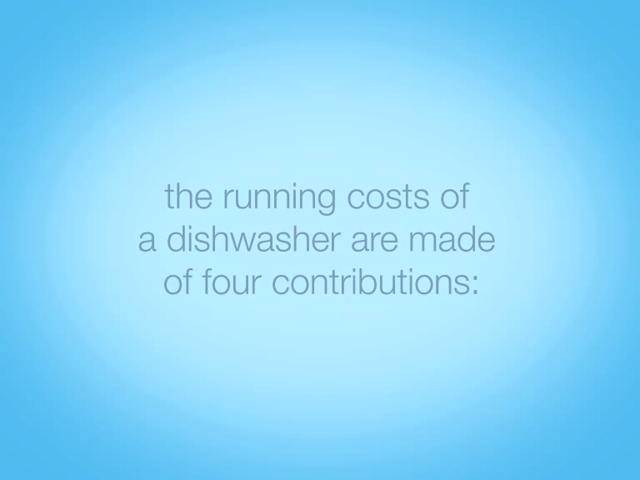 the running costs of
a dishwasher are made
of four contributions: